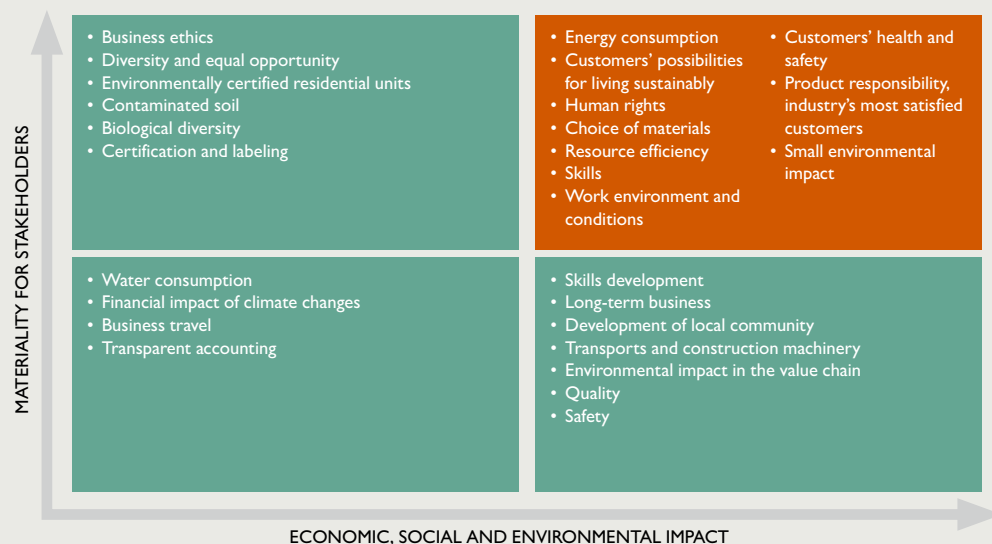 MATERIALITY FOR STAKEHOLDERS
• Business ethics
• Diversity and equal opportunity
• Environmentally certified residential units
• Contaminated soil
• Biological diversity
• Certification and labeling
• Energy consumption
• Customers’ possibilities
for living sustainably
• Human rights
• Choice of materials
• Resource efficiency
• Skills
• Work environment and
conditions
• Customers’ health and
safety
• Product responsibility,
industry’s most satisfied
customers
• Small environmental
impact
• Water consumption
• Financial impact of climate changes
• Business travel
• Transparent accounting
• Skills development
• Long-term business
• Development of local community
• Transports and construction machinery
• Environmental impact in the value chain
• Quality
• Safety
ECONOMIC, SOCIAL AND ENVIRONMENTAL IMPACT